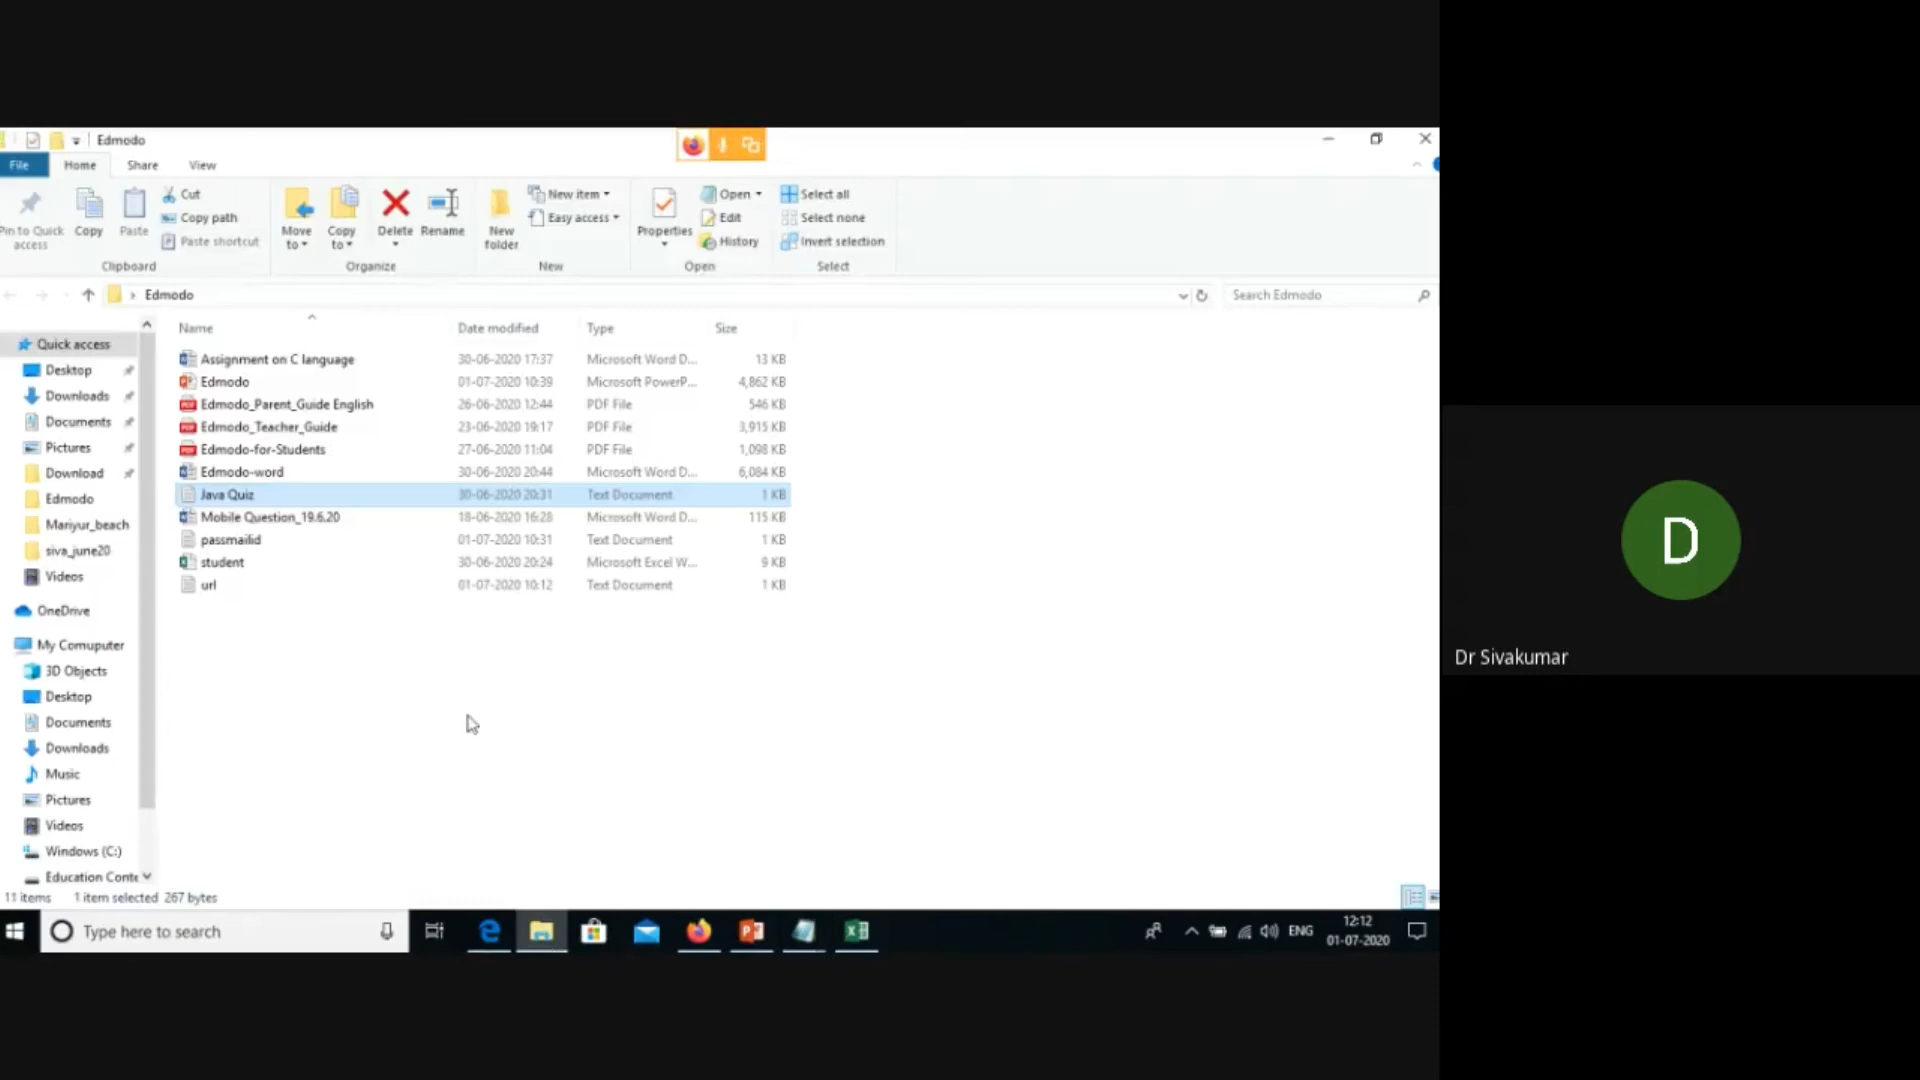 Edmodo
File Home Share View
Pin to Quick access
Copy
Paste
Cut
Copy path
Paste shortcut
Clipboard
Move to
Copy to
Delete
Rename
Organize
New folder
New item
Easy access
New
Properties
Open
Edit
History
Open
Select all
Select none
Invert selection
Select
Edmodo
Search Edmodo
Name Date modified Type Size
Assignment on C language 30-06-2020 17:37 Microsoft Word D... 13 KB
Edmodo 01-07-2020 10:39 Microsoft PowerP... 4,862 KB
Edmodo_Parent_Guide English 26-06-2020 12:44 PDF File 546 KB
Edmodo_Teacher_Guide 23-06-2020 19:17 PDF File 3,915 KB
Edmodo-for-Students 27-06-2020 11:04 PDF File 1,098 KB
Edmodo-word 30-06-2020 20:44 Microsoft Word D... 6,084 KB
Java Quiz 30-06-2020 20:31 Text Document 1 KB
Mobile Question_19.6.20 18-06-2020 16:28 Microsoft Word D... 115 KB
passmailid 01-07-2020 10:31 Text Document 1 KB
student 30-06-2020 20:24 Microsoft Excel W... 9 KB
url 01-07-2020 10:12 Text Document 1 KB
Quick access
Desktop
Downloads
Documents
Pictures
Download
Edmodo
Mariyur_beach
siva_june20
Videos
OneDrive
My Comuputer
3D Objects
Desktop
Documents
Downloads
Music
Pictures
Videos
Windows (C:)
Education Conte
11 items 1 item selected 267 bytes
Type here to search
ENG
12:12
01-07-2020
D
Dr Sivakumar